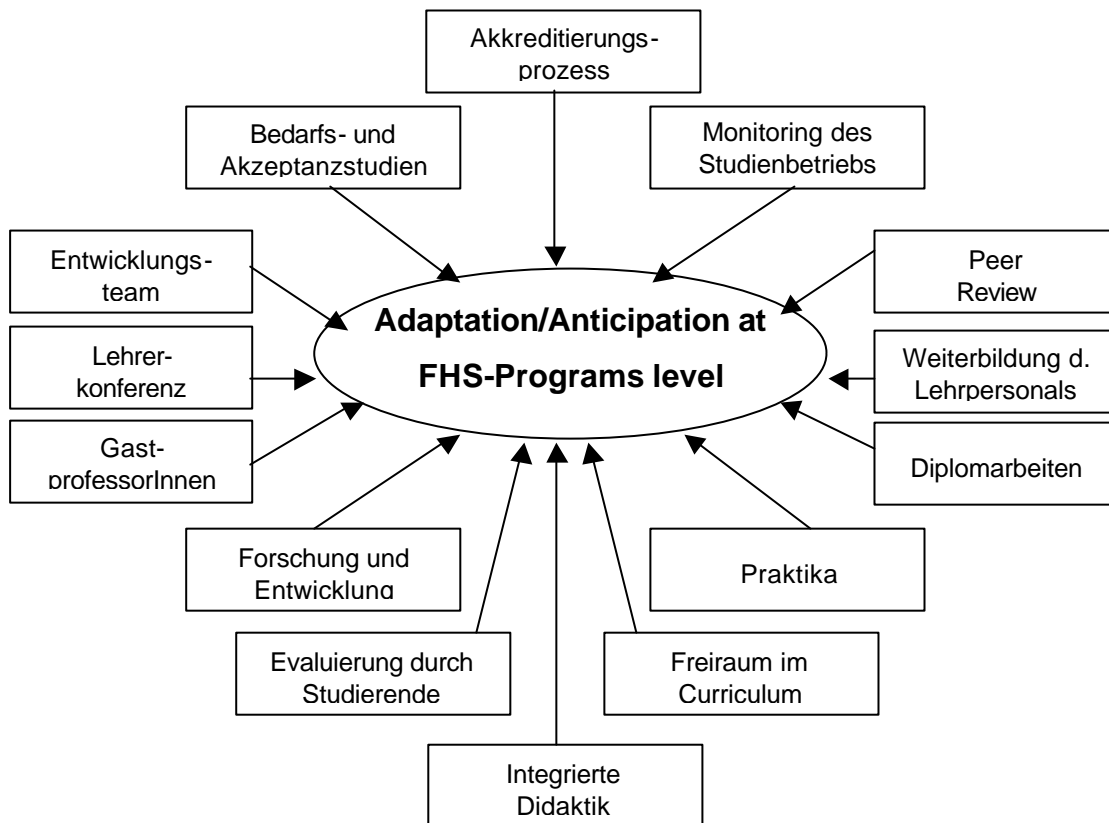 Akkreditierungs-
prozess
Bedarfs- und
Akzeptanzstudien
Monitoring des
Studienbetriebs
Entwicklungs-
team
Peer
Review
Adaptation/Anticipation at
FHS-Programs level
Lehrer-
konferenz
Weiterbildung d.
Lehrpersonals
Gast-
professorInnen
Diplomarbeiten
Forschung und
Entwicklung
Praktika
Evaluierung durch
Studierende
Freiraum im
Curriculum
Integrierte
Didaktik